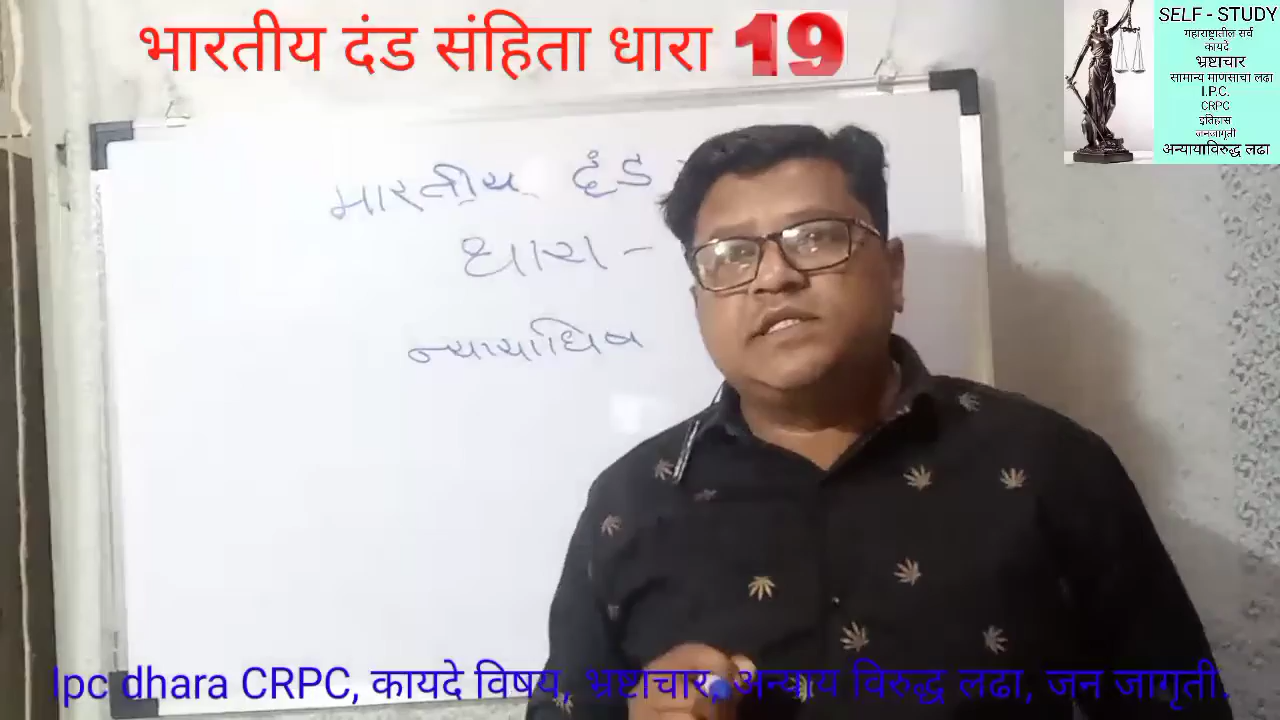 भारतीय दंड संहिता धारा 19
SELF - STUDY
महाराष्ट्रातील सर्व
कायदे
भ्रष्टाचार
सामान्य माणसाचा लढा
I.P.C.
CRPC
इतिहास
जनजागृती
अन्यायाविरुद्ध लढा
भारतीय दंड
धारा -
न्यायाधिश
Ipc dhara CRPC, कायदे विषय, भ्रष्टाचार, अन्याय विरुद्ध लढा, जन जागृती.